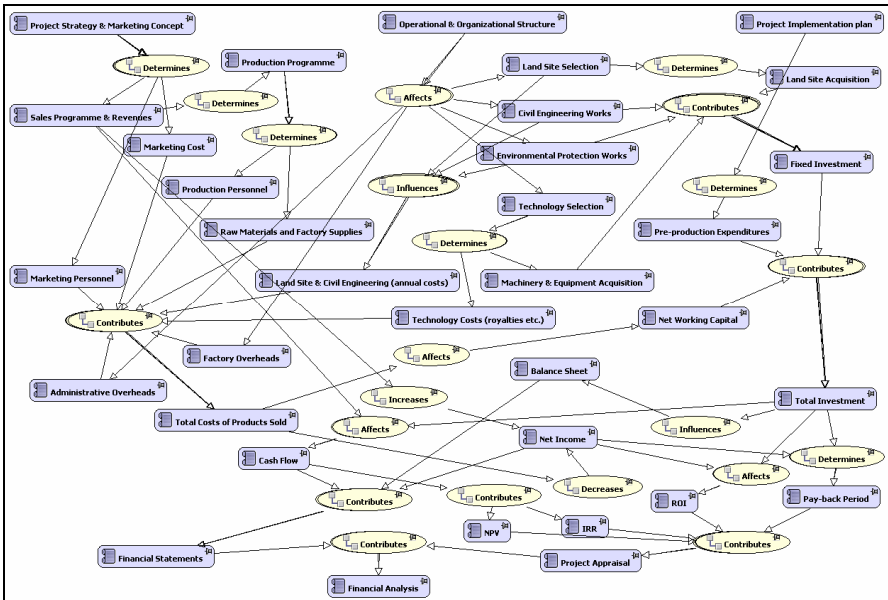 Project Strategy & Marketing Concept
Operational & Organizational Structure
Project Implementation plan
Determines
Production Programme
Land Site Selection
Determines
Land Site Acquisition
Determines
Affects
Contributes
Sales Programme & Revenues
Civil Engineering Works
Determines
Marketing Cost
Environmental Protection Works
Fixed Investment
Production Personnel
Influences
Determines
Technology Selection
Raw Materials and Factory Supplies
Pre-production Expenditures
Determines
Contributes
Marketing Personnel
Land Site & Civil Engineering (annual costs)
Machinery & Equipment Acquisition
Contributes
Technology Costs (royalties etc.)
Net Working Capital
Affects
Factory Overheads
Balance Sheet
Administrative Overheads
Increases
Total Investment
Total Costs of Products Sold
Affects
Influences
Net Income
Cash Flow
Determines
Affects
Decreases
Contributes
Contributes
ROI
Pay-back Period
NPV
IRR
Contributes
Contributes
Financial Statements
Project Appraisal
Financial Analysis